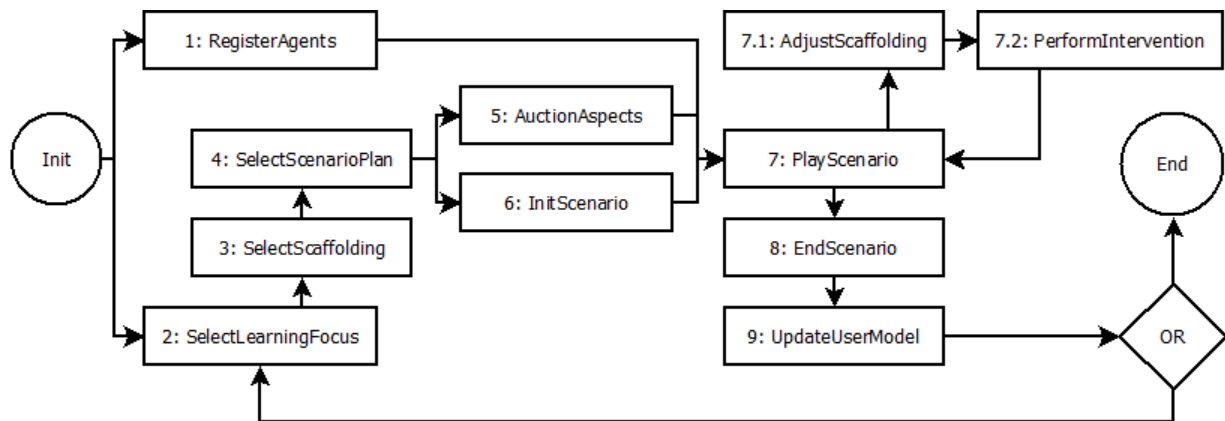 1: RegisterAgents
7.1: AdjustScaffolding
7.2: PerformIntervention
5: AuctionAspects
Init
4: SelectScenarioPlan
7: PlayScenario
End
6: InitScenario
3: SelectScaffolding
8: EndScenario
2: SelectLearningFocus
9: UpdateUserModel
OR